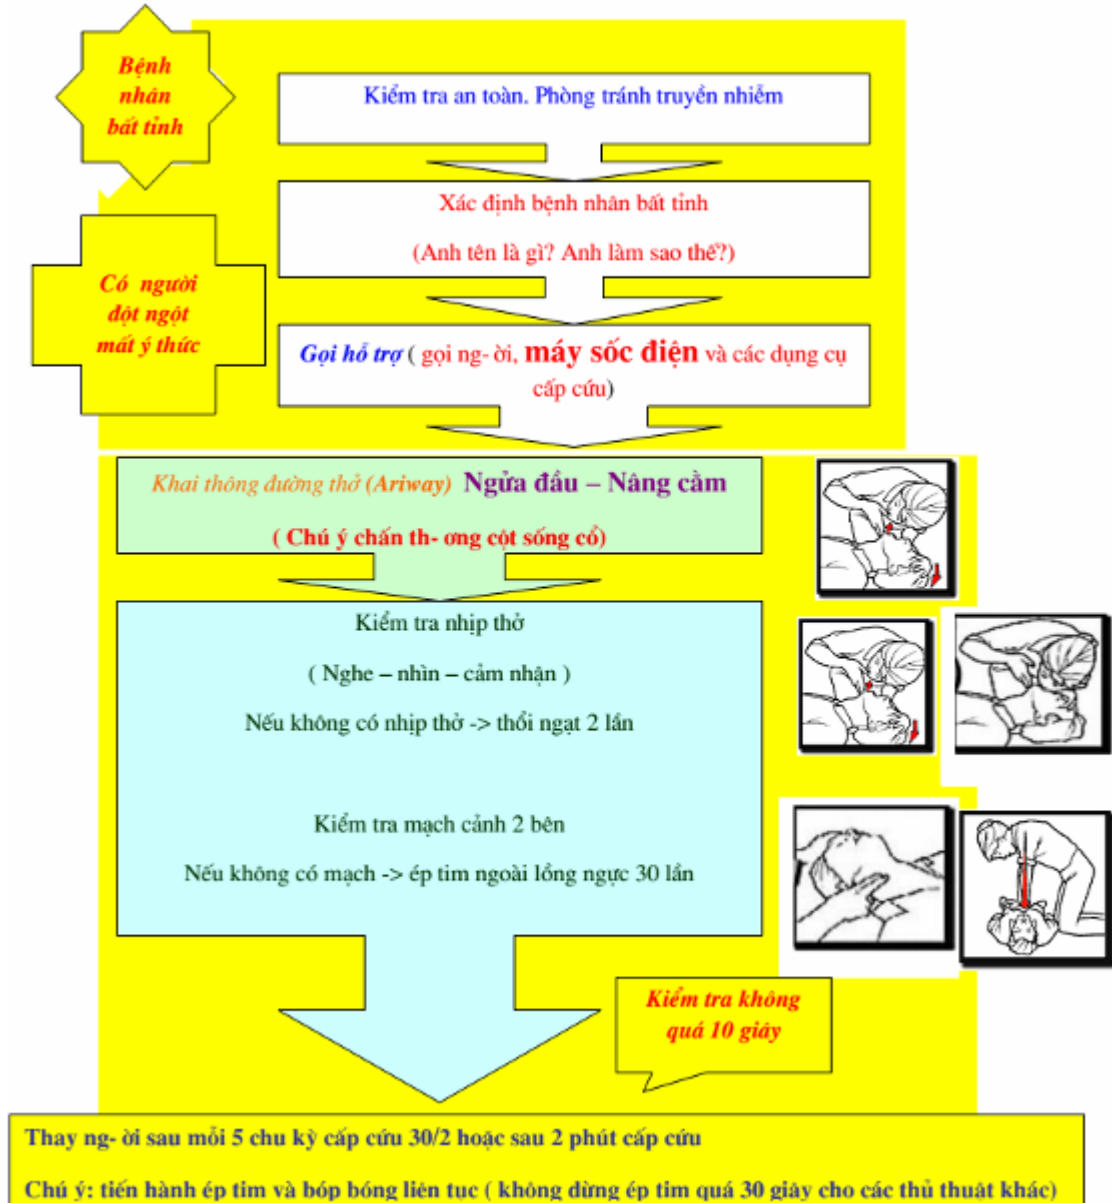 Bệnh
nhân
bất tỉnh
Kiểm tra an toàn. Phòng tránh truyền nhiễm
Xác định bệnh nhân bất tỉnh
(Anh tên là gì? Anh làm sao thế?)
Có người
đột ngột
mất ý thức
Gọi hỗ trợ ( gọi ng- ời, máy sốc điện và các dụng cụ
cấp cứu)
Khai thông đường thở (Ariway) Ngửa đầu – Nâng cằm
( Chú ý chấn th- ơng cột sống cổ)
Kiểm tra nhịp thở
( Nghe – nhìn – cảm nhận )
Nếu không có nhịp thở -> thổi ngạt 2 lần
Kiểm tra mạch cảnh 2 bên
Nếu không có mạch -> ép tim ngoài lồng ngực 30 lần
Kiểm tra không
quá 10 giây
Thay ng- ời sau mỗi 5 chu kỳ cấp cứu 30/2 hoặc sau 2 phút cấp cứu
Chú ý: tiến hành ép tim và bóp bóng liên tục ( không dừng ép tim quá 30 giây cho các thủ thuật khác)